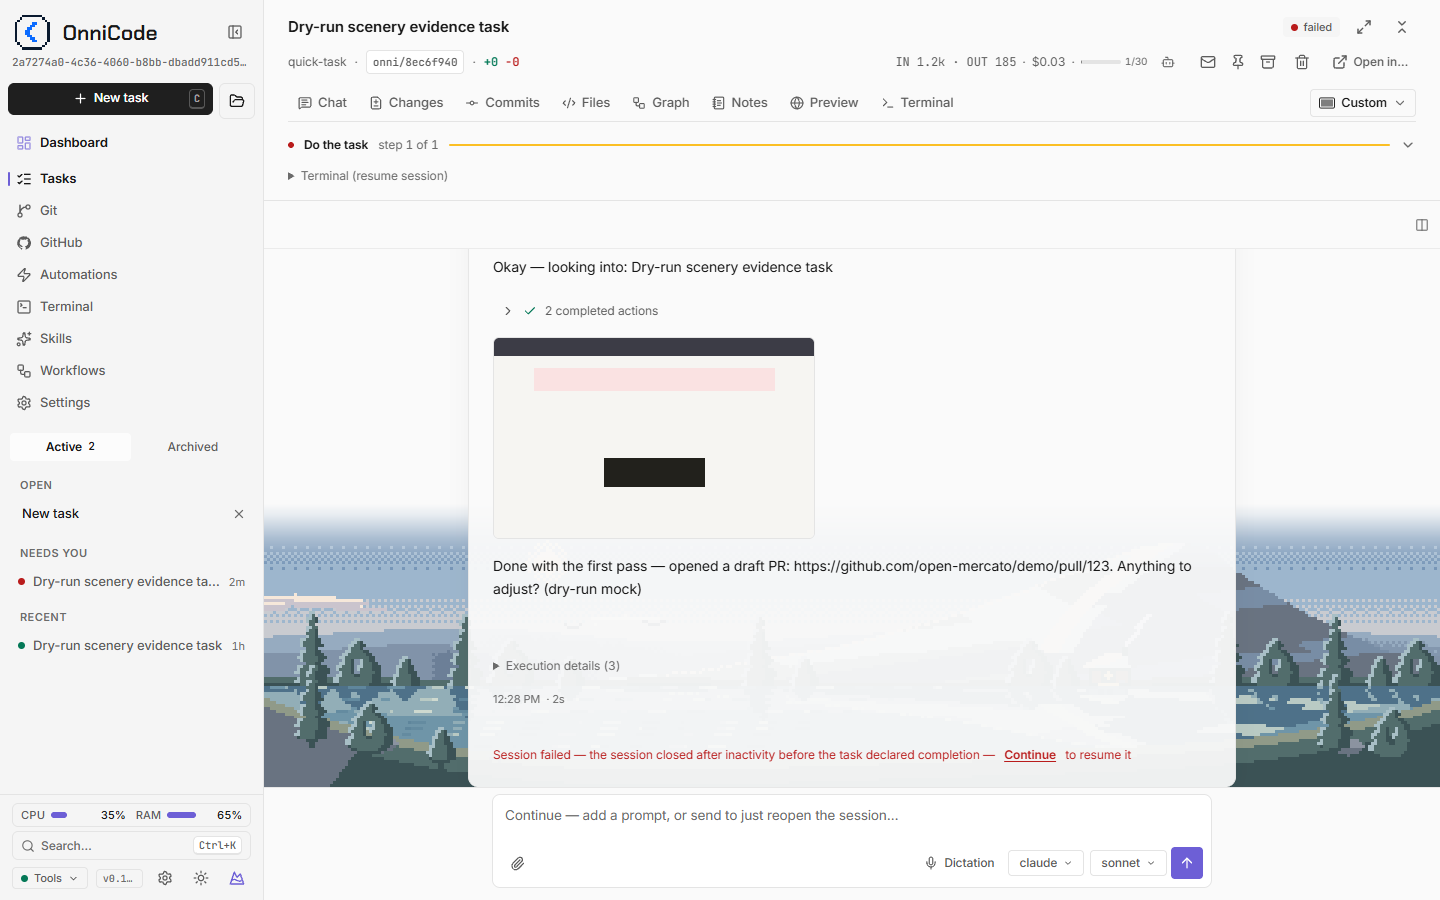 OnniCode
2a7274a0-4c36-4060-b8bb-dbadd911cd5...
New task C
Dashboard
Tasks
Git
GitHub
Automations
Terminal
Skills
Workflows
Settings
Active 2 Archived
OPEN
New task
NEEDS YOU
Dry-run scenery evidence ta... 2m
RECENT
Dry-run scenery evidence task 1h
CPU 35% RAM 65%
Search... Ctrl+K
Tools v0.1...
Dry-run scenery evidence task
failed
quick-task · onni/8ec6f940 · +0 -0
IN 1.2k · OUT 185 · $0.03 · 1/30 Open in...
Chat Changes Commits Files Graph Notes Preview Terminal
Custom
Do the task step 1 of 1
Terminal (resume session)
Okay — looking into: Dry-run scenery evidence task
2 completed actions
Done with the first pass — opened a draft PR: https://github.com/open-mercato/demo/pull/123. Anything to
adjust? (dry-run mock)
Execution details (3)
12:28 PM · 2s
Session failed — the session closed after inactivity before the task declared completion — Continue to resume it
Continue — add a prompt, or send to just reopen the session...
Dictation claude sonnet